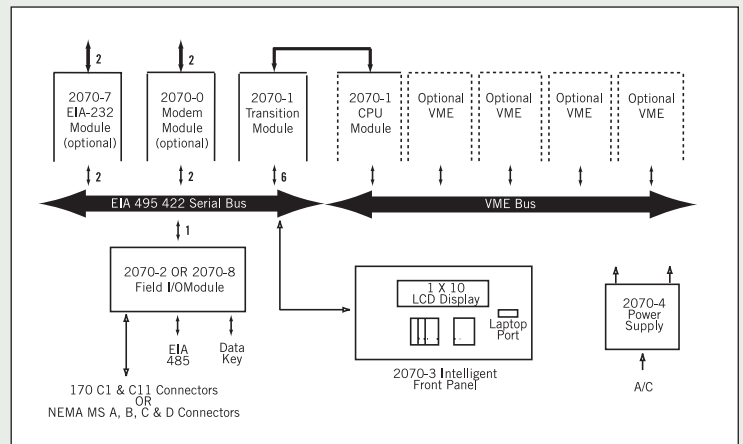 2
2
2070-7
EIA-232
Module
(optional)
2070-0
Modem
Module
(optional)
2070-1
Transition
Module
2070-1
CPU
Module
Optional
VME
Optional
VME
Optional
VME
Optional
VME
2
2
6
EIA 495 422 Serial Bus
VME Bus
1
2070-2 OR 2070-8
Field I/OModule
1 X 10
LCD Display
Laptop
Port
2070-4
Power
Supply
EIA
485
Data
Key
2070-3 Intelligent
Front Panel
A/C
170 C1 & C11 Connectors
OR
NEMA MS A, B, C & D Connectors